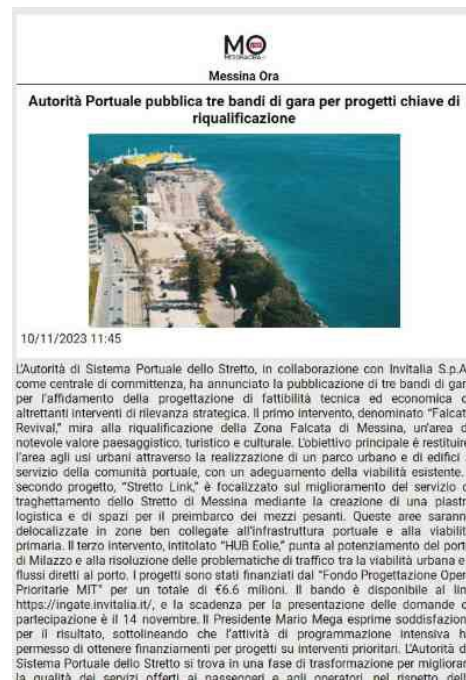 MO
Messina Ora
Autorità Portuale pubblica tre bandi di gara per progetti chiave di
riqualificazione
10/11/2023 11:45
L'Autorità di Sistema Portuale dello Stretto, in collaborazione con Invitalia S.p.A
come centrale di committenza, ha annunciato la pubblicazione di tre bandi di gar
per l'affidamento della progettazione di fattibilità tecnica ed economica d
altrettanti interventi di rilevanza strategica. Il primo intervento, denominato "Falcat
Revival," mira alla riqualificazione della Zona Falcata di Messina, un'area d
notevole valore paesaggistico, turistico e culturale. L'obiettivo principale è restituire
l'area agli usi urbani attraverso la realizzazione di un parco urbano e di edifici
servizio della comunità portuale, con un adeguamento della viabilità esistente.
secondo progetto, "Stretto Link," è focalizzato sul miglioramento del servizio d
traghettamento dello Stretto di Messina mediante la creazione di una piastr
logistica e di spazi per il preimbarco dei mezzi pesanti. Queste aree sarann
delocalizzate in zone ben collegate all'infrastruttura portuale e alla viabilit
primaria. Il terzo intervento, intitolato "HUB Eolie," punta al potenziamento del port
di Milazzo e alla risoluzione delle problematiche di traffico tra la viabilità urbana e
flussi diretti al porto. I progetti sono stati finanziati dal "Fondo Progettazione Oper
Prioritarie MIT" per un totale di €6.6 milioni. Il bando è disponibile al lin
https://ingate.invitalia.it/, e la scadenza per la presentazione delle domande d
partecipazione è il 14 novembre. Il Presidente Mario Mega esprime soddisfazion
per il risultato, sottolineando che l'attività di programmazione intensiva h
permesso di ottenere finanziamenti per progetti su interventi prioritari. L'Autorità d
Sistema Portuale dello Stretto si trova in una fase di trasformazione per migliorar
la qualità dei servizi offerti ai passeggeri e agli operatori, nel rispetto dell